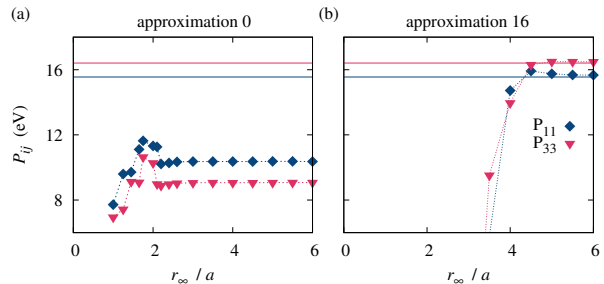 (a) approximation 0
(b) approximation 16
P_ij (eV)
16
12
8
0 2 4 6
r_∞ / a
P_11
P_33
0 2 4 6
r_∞ / a